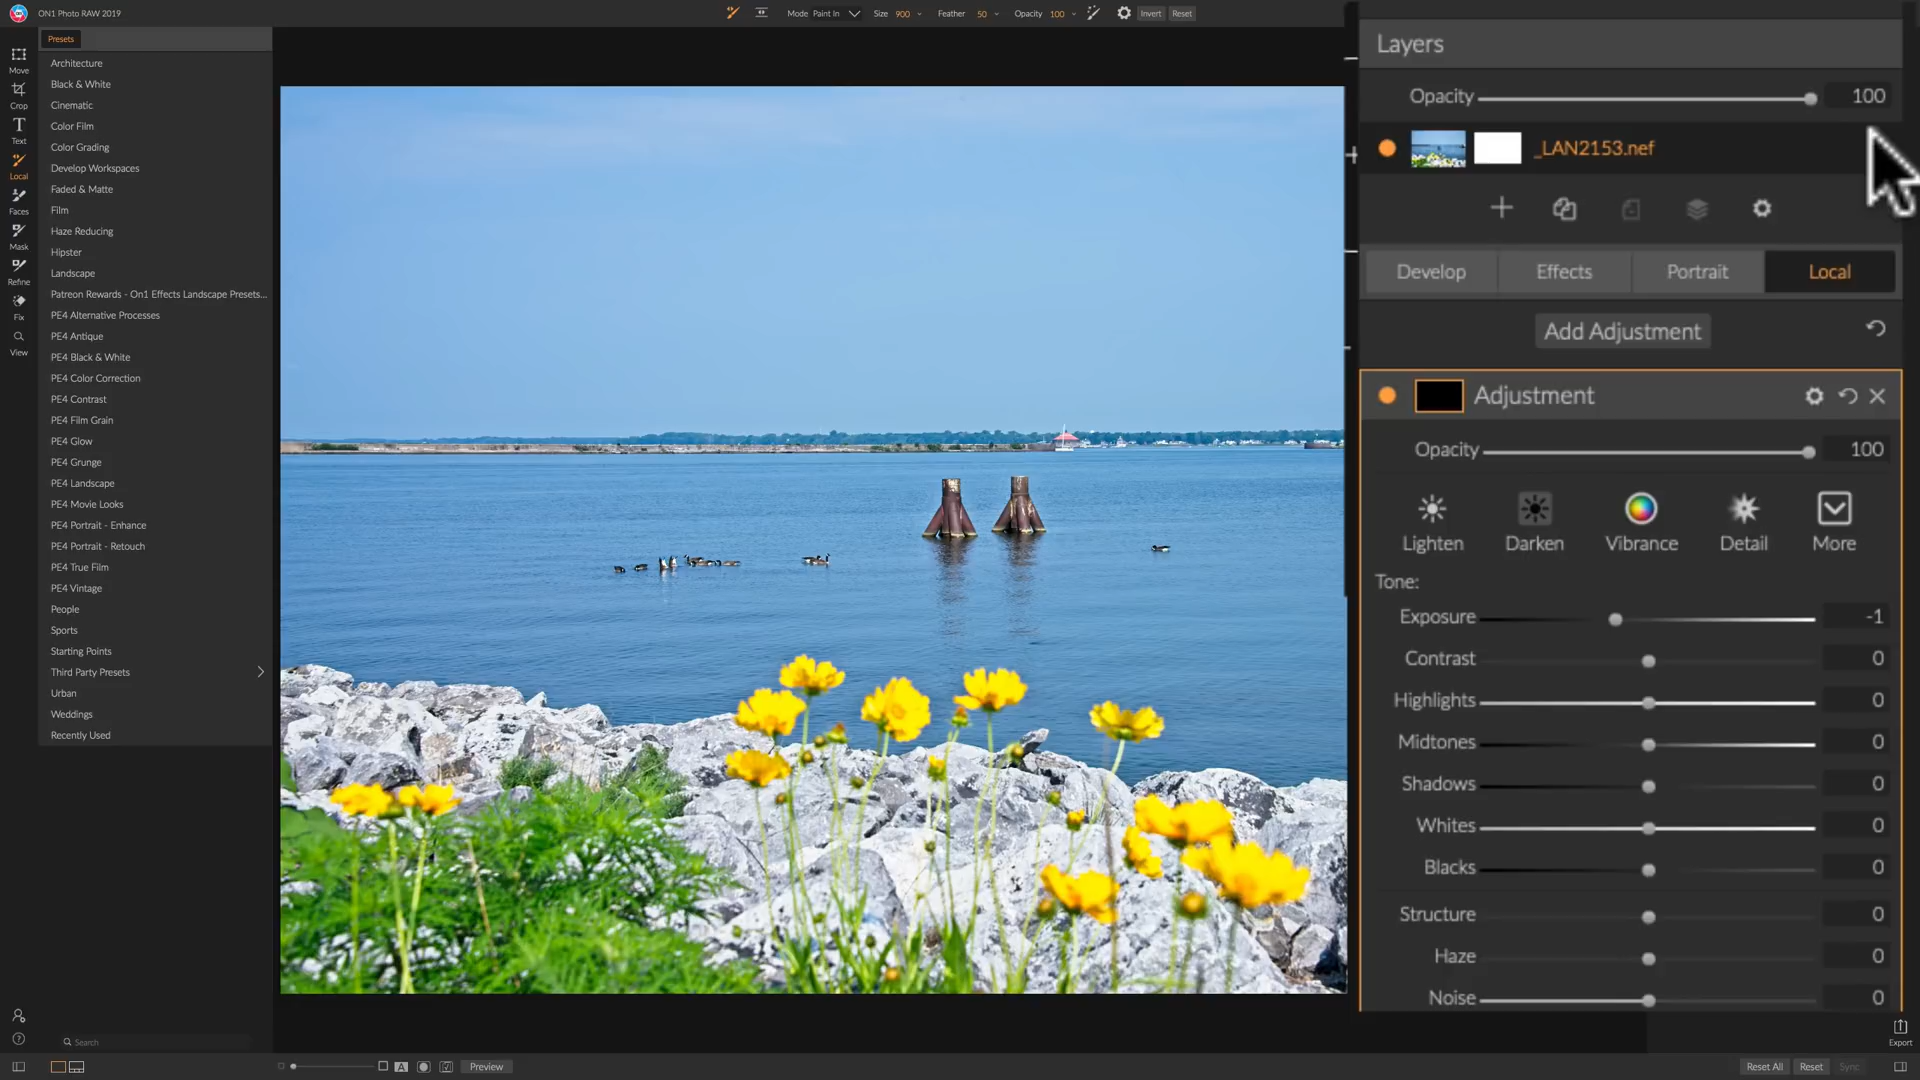 ON1 Photo RAW 2019
Mode Paint In Size 900 Feather 50 Opacity 100 Invert Reset
Move
Crop
Text
Local
Faces
Mask
Refine
Fix
View
Presets
Architecture
Black & White
Cinematic
Color Film
Color Grading
Develop Workspaces
Faded & Matte
Film
Haze Reducing
Hipster
Landscape
Patreon Rewards - On1 Effects Landscape Presets...
PE4 Alternative Processes
PE4 Antique
PE4 Black & White
PE4 Color Correction
PE4 Contrast
PE4 Film Grain
PE4 Glow
PE4 Grunge
PE4 Landscape
PE4 Movie Looks
PE4 Portrait - Enhance
PE4 Portrait - Retouch
PE4 True Film
PE4 Vintage
People
Sports
Starting Points
Third Party Presets
Urban
Weddings
Recently Used
Search
Layers
Opacity 100
_LAN2153.nef
Develop Effects Portrait Local
Add Adjustment
Adjustment
Opacity 100
Lighten Darken Vibrance Detail More
Tone:
Exposure -1
Contrast 0
Highlights 0
Midtones 0
Shadows 0
Whites 0
Blacks 0
Structure 0
Haze 0
Noise 0
Export
A Preview
Reset All Reset Sync